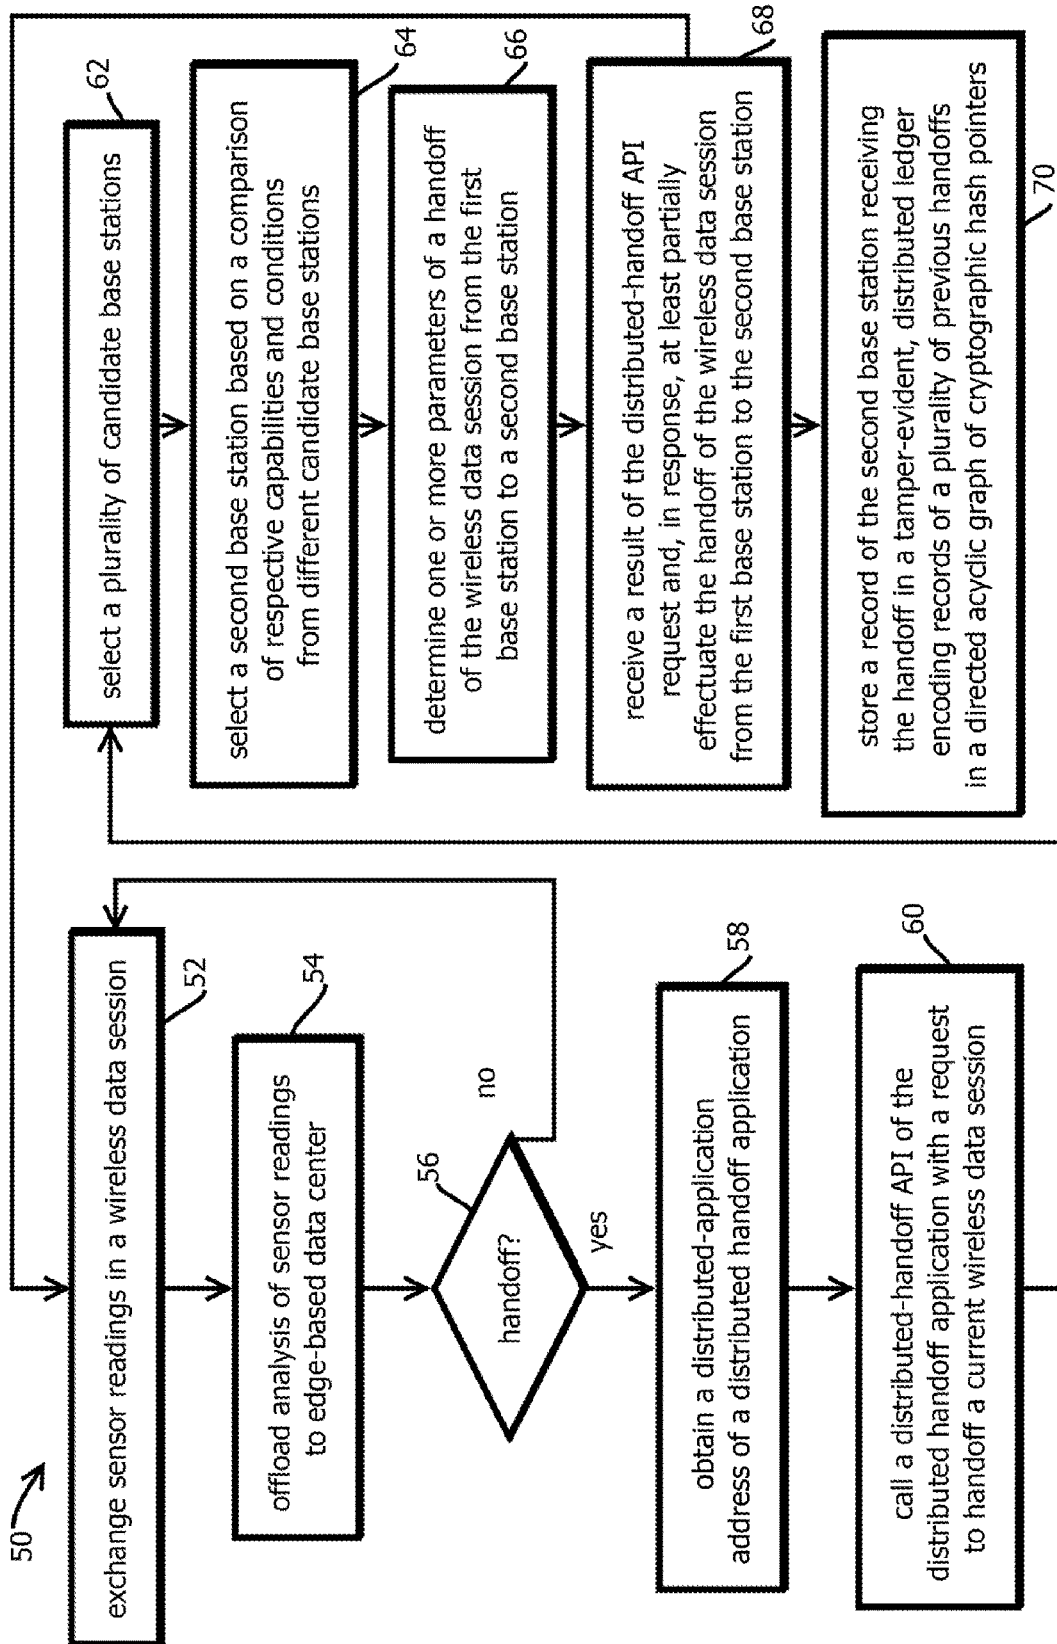 50
exchange sensor readings in a wireless data session
52
offload analysis of sensor readings
to edge-based data center
54
handoff?
56
no
yes
obtain a distributed-application
address of a distributed handoff application
58
call a distributed-handoff API of the
distributed handoff application with a request
to handoff a current wireless data session
60
select a plurality of candidate base stations
62
select a second base station based on a comparison
of respective capabilities and conditions
from different candidate base stations
64
determine one or more parameters of a handoff
of the wireless data session from the first
base station to a second base station
66
receive a result of the distributed-handoff API
request and, in response, at least partially
effectuate the handoff of the wireless data session
from the first base station to the second base station
68
store a record of the second base station receiving
the handoff in a tamper-evident, distributed ledger
encoding records of a plurality of previous handoffs
in a directed acyclic graph of cryptographic hash pointers
70